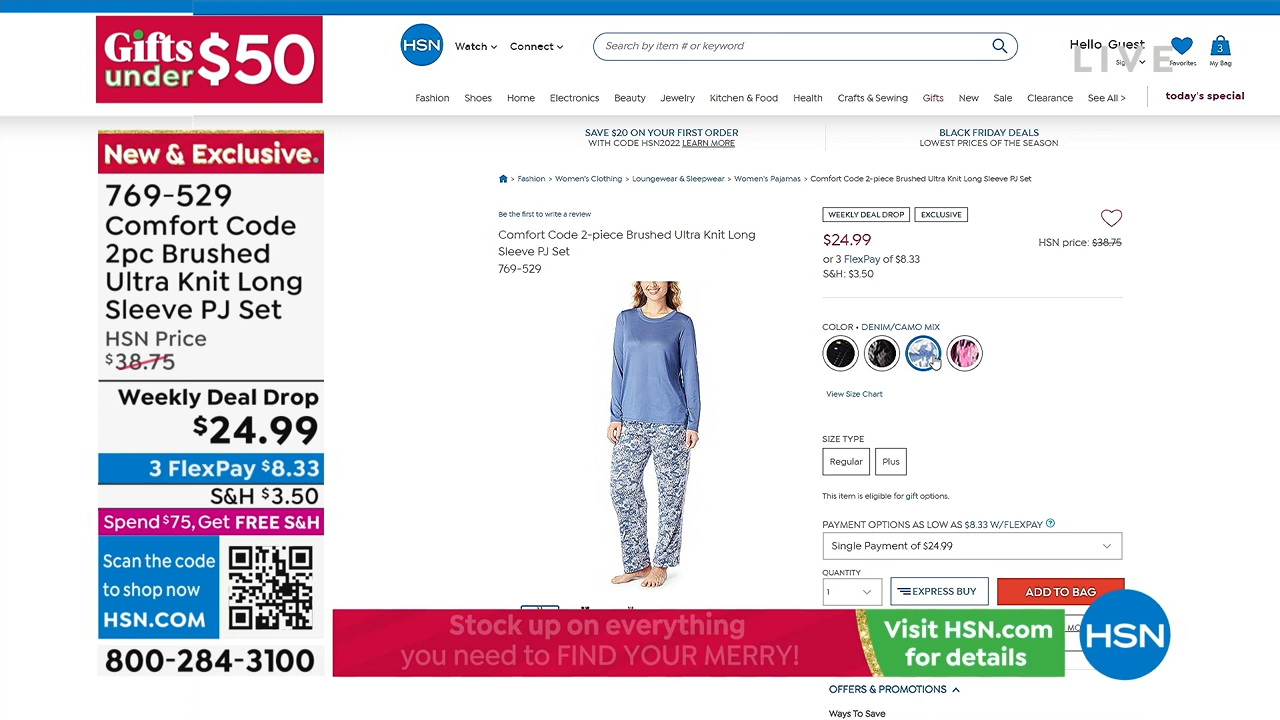 Gifts
under
$50
HSN
Watch
Connect
Search by item # or keyword
Hello, Guest
LIVE
Favorites
3
My Bag
Fashion
Shoes
Home
Electronics
Beauty
Jewelry
Kitchen & Food
Health
Crafts & Sewing
Gifts
New
Sale
Clearance
See All >
today's special
SAVE $20 ON YOUR FIRST ORDER
WITH CODE HSN2022 LEARN MORE
BLACK FRIDAY DEALS
LOWEST PRICES OF THE SEASON
New & Exclusive.
769-529
Comfort Code
2pc Brushed
Ultra Knit Long
Sleeve PJ Set
HSN Price
$38.75
Weekly Deal Drop
$24.99
3 FlexPay $8.33
S&H $3.50
Spend $75, Get FREE S&H
Scan the code
to shop now
HSN.COM
800-284-3100
> Fashion > Women's Clothing > Loungewear & Sleepwear > Women's Pajamas > Comfort Code 2-piece Brushed Ultra Knit Long Sleeve PJ Set
Be the first to write a review
Comfort Code 2-piece Brushed Ultra Knit Long
Sleeve PJ Set
769-529
WEEKLY DEAL DROP
EXCLUSIVE
$24.99
HSN price: $38.75
or 3 FlexPay of $8.33
S&H: $3.50
COLOR • DENIM/CAMO MIX
View Size Chart
SIZE TYPE
Regular
Plus
This item is eligible for gift options.
PAYMENT OPTIONS AS LOW AS $8.33 W/FLEXPAY ?
Single Payment of $24.99
QUANTITY
1
EXPRESS BUY
ADD TO BAG
Stock up on everything
you need to FIND YOUR MERRY!
Visit HSN.com
for details
HSN
OFFERS & PROMOTIONS
Ways To Save